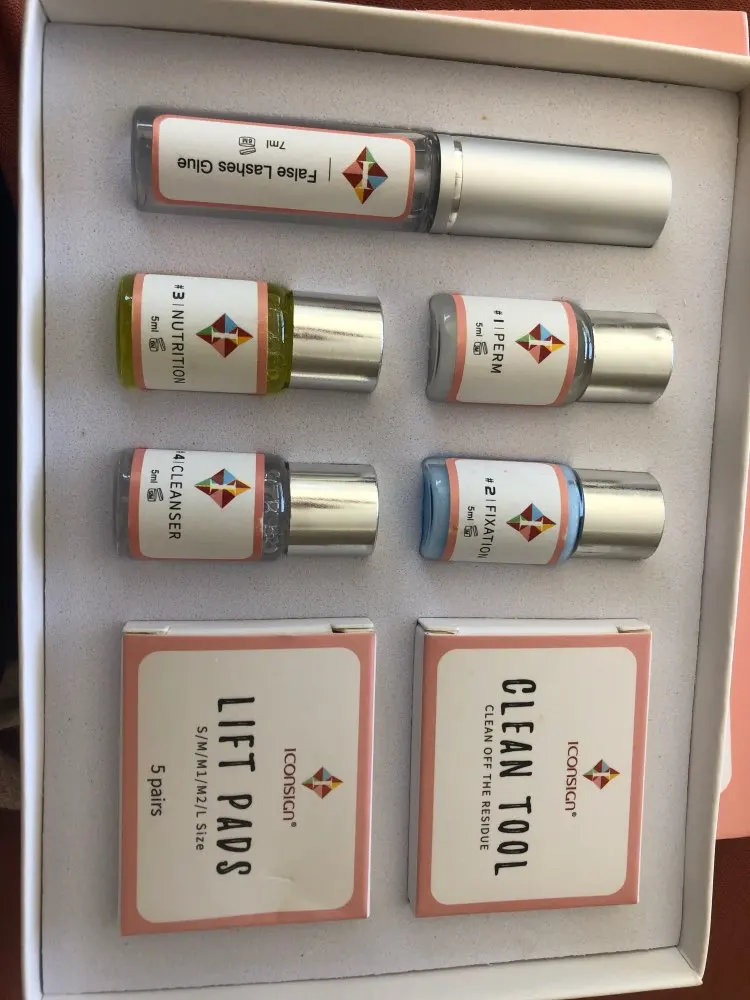 False Lashes Glue
7ml
6M
#1 | PERM
5ml
#3 | NUTRITION
5ml
#2 | FIXATION
5ml
#4 | CLEANSER
5ml
ICONSIGN®
LIFT PADS
S/M/M1/M2/L Size
5 pairs
ICONSIGN®
CLEAN TOOL
CLEAN OFF THE RESIDUE